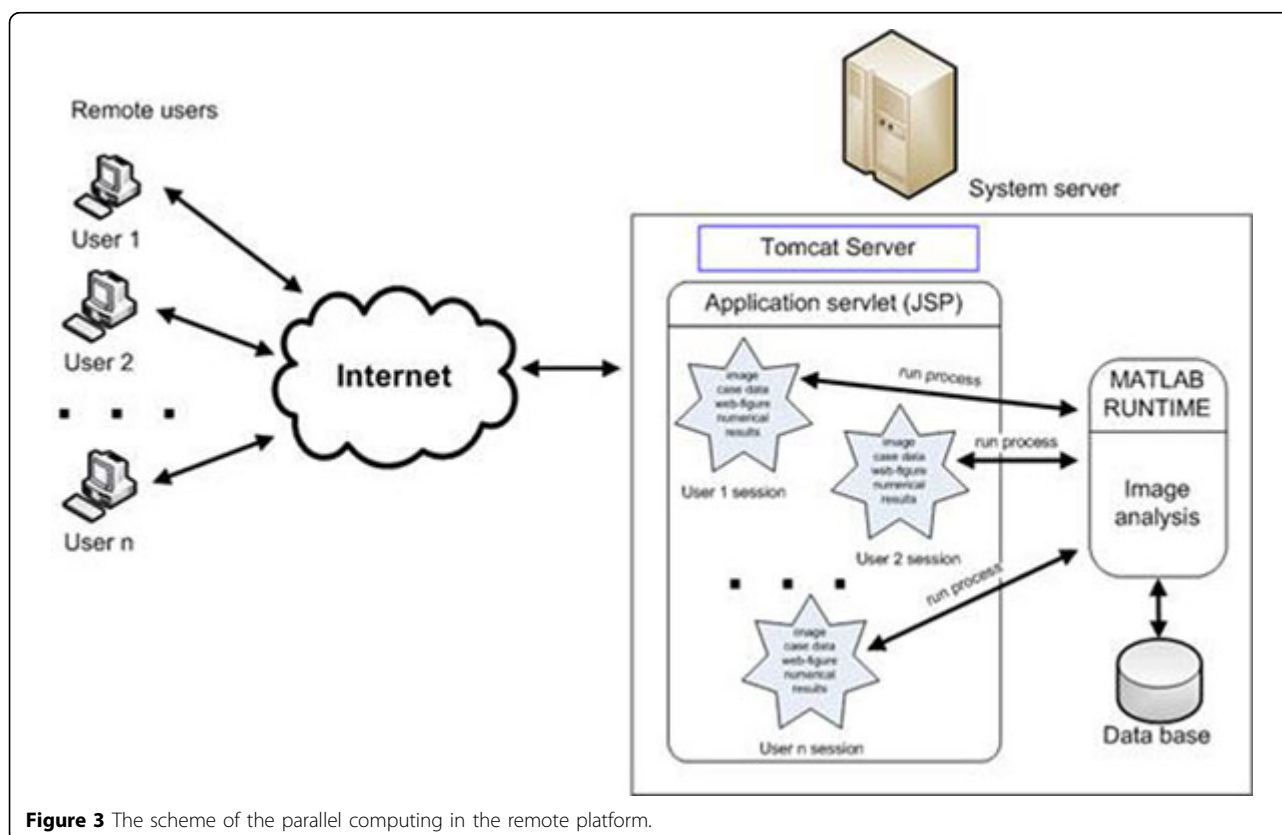 Remote users
User 1
User 2
User n
Internet
System server
Tomcat Server
Application servlet (JSP)
image
case data
web-figure
numerical
results
User 1 session
run process
image
case data
web-figure
numerical
results
User 2 session
run process
image
case data
web-figure
numerical
results
User n session
run process
MATLAB
RUNTIME
Image
analysis
Data base
Figure 3 The scheme of the parallel computing in the remote platform.